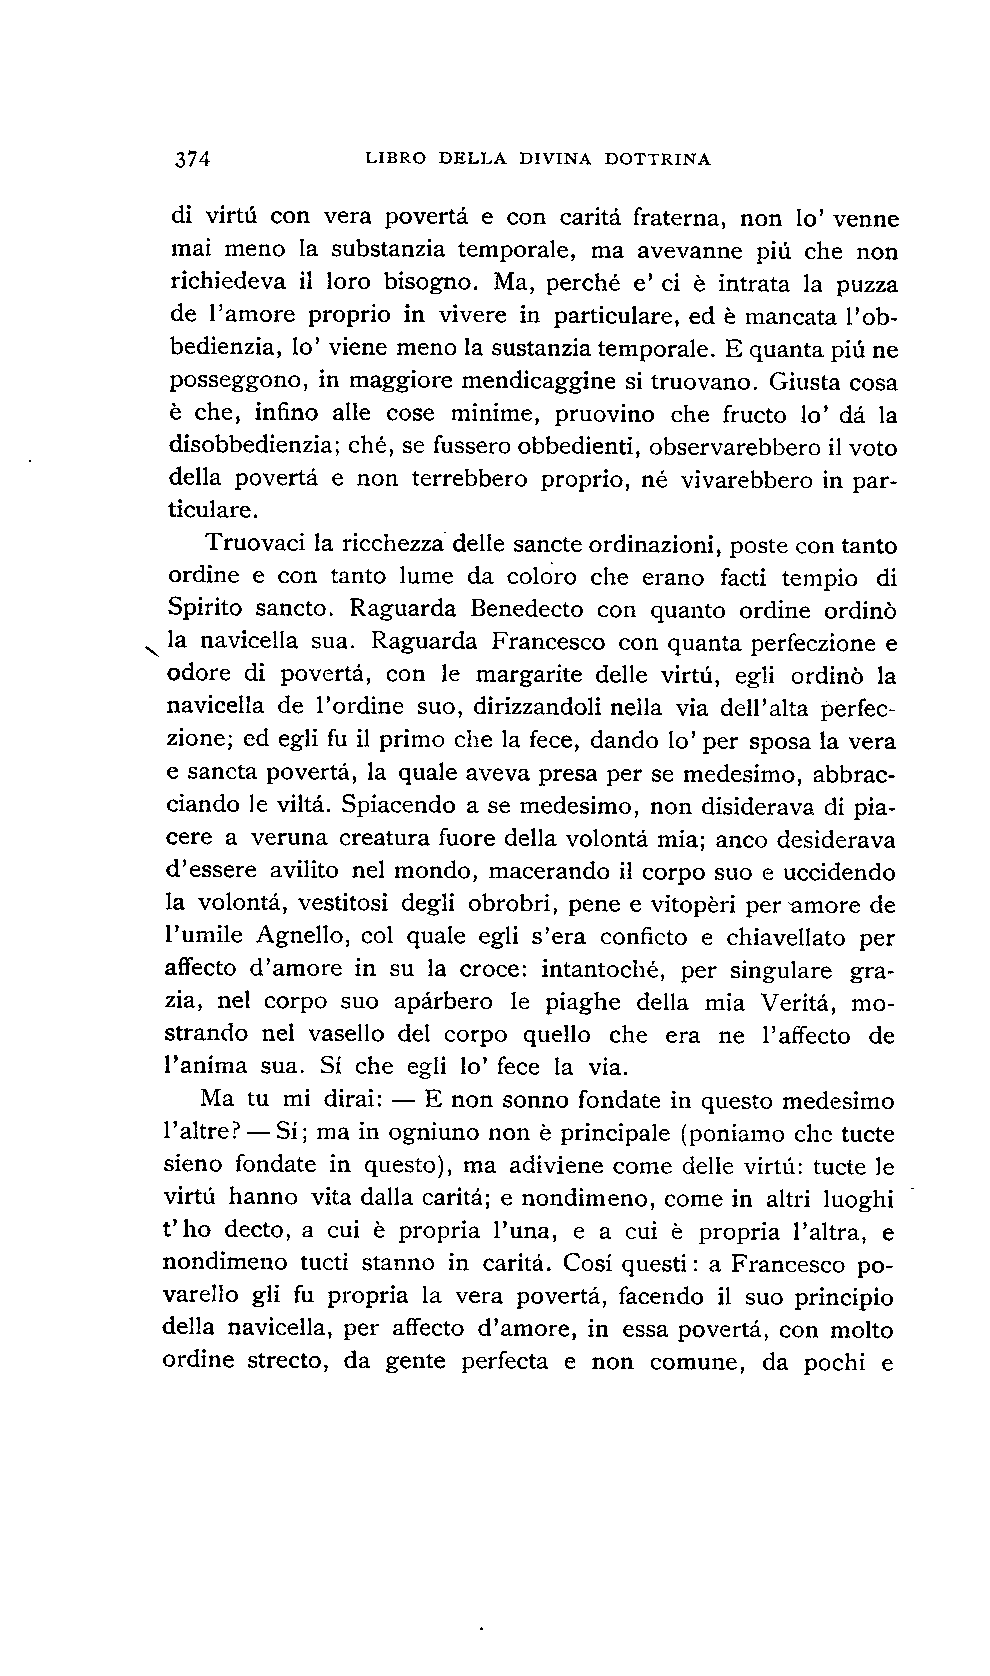 374 LIBRO DELLA DIVINA DOTTRINA
di virtú con vera povertá e con caritá fraterna, non lo' venne
mai meno la substanzia temporale, ma avevanne piú che non
richiedeva il loro bisogno. Ma, perché e' ci è intrata la puzza
de l'amore proprio in vivere in particulare, ed è mancata l'ob-
bedienzia, lo' viene meno la sustanzia temporale. E quanta piú ne
posseggono, in maggiore mendicaggine si truovano. Giusta cosa
è che, infino alle cose minime, pruovino che fructo lo' dá la
disobbedienzia; ché, se fussero obbedienti, observarebbero il voto
della povertá e non terrebbero proprio, né vivarebbero in par-
ticulare.
Truovaci la ricchezza delle sancte ordinazioni, poste con tanto
ordine e con tanto lume da coloro che erano facti tempio di
Spirito sancto. Raguarda Benedecto con quanto ordine ordinò
la navicella sua. Raguarda Francesco con quanta perfeczione e
odore di povertá, con le margarite delle virtú, egli ordinò la
navicella de l'ordine suo, dirizzandoli nella via dell'alta perfec-
zione; ed egli fu il primo che la fece, dando lo' per sposa la vera
e sancta povertá, la quale aveva presa per se medesimo, abbrac-
ciando le viltá. Spiacendo a se medesimo, non disiderava di pia-
cere a veruna creatura fuore della volontá mia; anco desiderava
d'essere avilito nel mondo, macerando il corpo suo e uccidendo
la volontá, vestitosi degli obrobri, pene e vitopèri per amore de
l'umile Agnello, col quale egli s'era conficto e chiavellato per
affecto d'amore in su la croce: intantoché, per singulare gra-
zia, nel corpo suo apárbero le piaghe della mia Veritá, mo-
strando nel vasello del corpo quello che era ne l'affecto de
l'anima sua. Sí che egli lo' fece la via.
Ma tu mi dirai: — E non sonno fondate in questo medesimo
l'altre? — Sí; ma in ogniuno non è principale (poniamo che tucte
sieno fondate in questo), ma adiviene come delle virtú: tucte le
virtú hanno vita dalla caritá; e nondimeno, come in altri luoghi
t'ho decto, a cui è propria l'una, e a cui è propria l'altra, e
nondimeno tucti stanno in caritá. Cosí questi: a Francesco po-
varello gli fu propria la vera povertá, facendo il suo principio
della navicella, per affecto d'amore, in essa povertá, con molto
ordine strecto, da gente perfecta e non comune, da pochi e